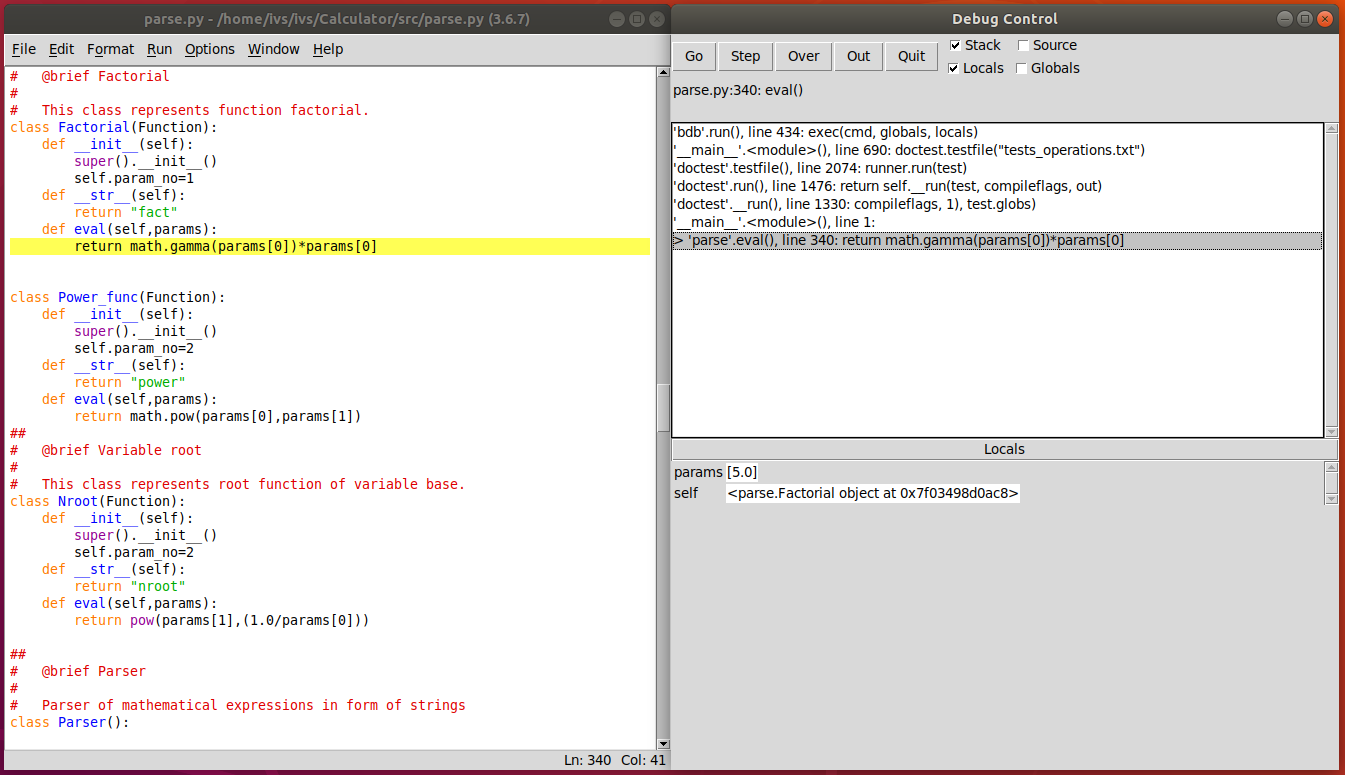 parse.py - /home/ivs/ivs/Calculator/src/parse.py (3.6.7)
File Edit Format Run Options Window Help
#   @brief Factorial
#
#   This class represents function factorial.
class Factorial(Function):
    def __init__(self):
        super().__init__()
        self.param_no=1
    def __str__(self):
        return "fact"
    def eval(self,params):
        return math.gamma(params[0])*params[0]
class Power_func(Function):
    def __init__(self):
        super().__init__()
        self.param_no=2
    def __str__(self):
        return "power"
    def eval(self,params):
        return math.pow(params[0],params[1])
##
#   @brief Variable root
#
#   This class represents root function of variable base.
class Nroot(Function):
    def __init__(self):
        super().__init__()
        self.param_no=2
    def __str__(self):
        return "nroot"
    def eval(self,params):
        return pow(params[1],(1.0/params[0]))
##
#   @brief Parser
#
#   Parser of mathematical expressions in form of strings
class Parser():
Ln: 340 Col: 41
Debug Control
Go Step Over Out Quit
Stack Source
Locals Globals
parse.py:340: eval()
'bdb'.run(), line 434: exec(cmd, globals, locals)
'__main__'.<module>(), line 690: doctest.testfile("tests_operations.txt")
'doctest'.testfile(), line 2074: runner.run(test)
'doctest'.run(), line 1476: return self.__run(test, compileflags, out)
'doctest'.__run(), line 1330: compileflags, 1), test.globs)
'__main__'.<module>(), line 1:
> 'parse'.eval(), line 340: return math.gamma(params[0])*params[0]
Locals
params [5.0]
self <parse.Factorial object at 0x7f03498d0ac8>